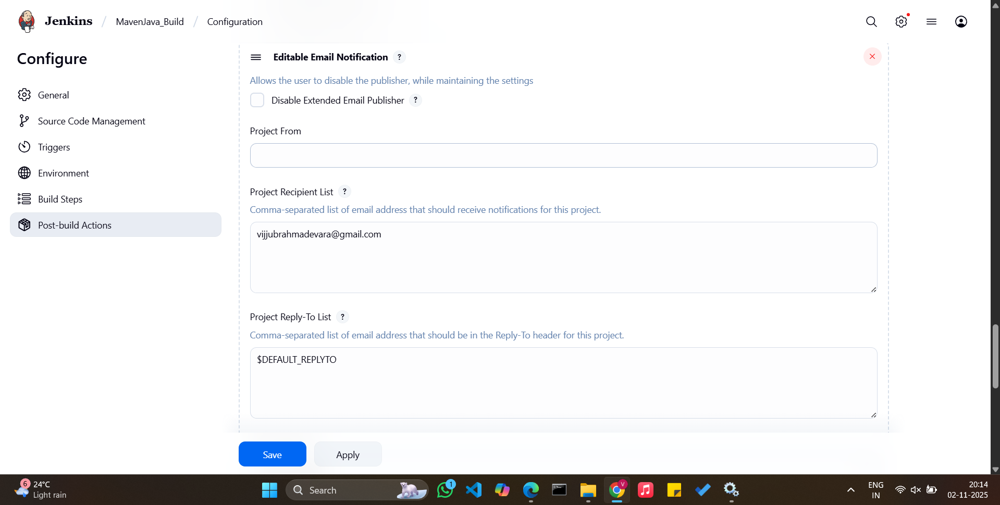 Jenkins / MavenJava_Build / Configuration
Configure
General
Source Code Management
Triggers
Environment
Build Steps
Post-build Actions
Editable Email Notification ?
Allows the user to disable the publisher, while maintaining the settings
Disable Extended Email Publisher ?
Project From
Project Recipient List ?
Comma-separated list of email address that should receive notifications for this project.
vijjubrahmadevara@gmail.com
Project Reply-To List ?
Comma-separated list of email address that should be in the Reply-To header for this project.
$DEFAULT_REPLYTO
Save
Apply
6
24°C
Light rain
Search
1
V
ENG
IN
20:14
02-11-2025